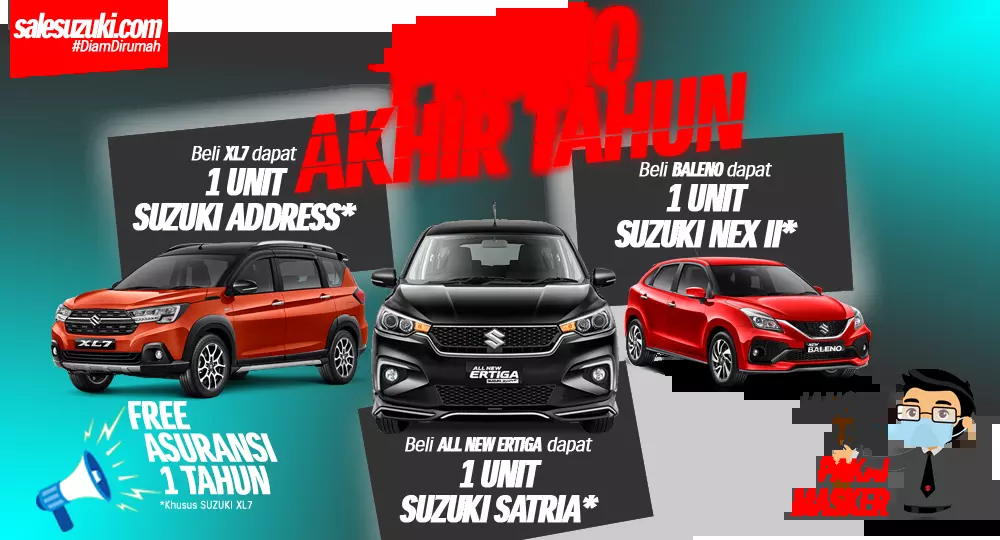 salesuzuki.com
#DiamDirumah
AKHIR TAHUN
Beli XL7 dapat
1 UNIT
SUZUKI ADDRESS*
Beli BALENO dapat
1 UNIT
SUZUKI NEX II*
XL7
ALL NEW
ERTIGA
NEW
BALENO
FREE
ASURANSI
1 TAHUN
*Khusus SUZUKI XL7
Beli ALL NEW ERTIGA dapat
1 UNIT
SUZUKI SATRIA*
PAKAI
MASKER